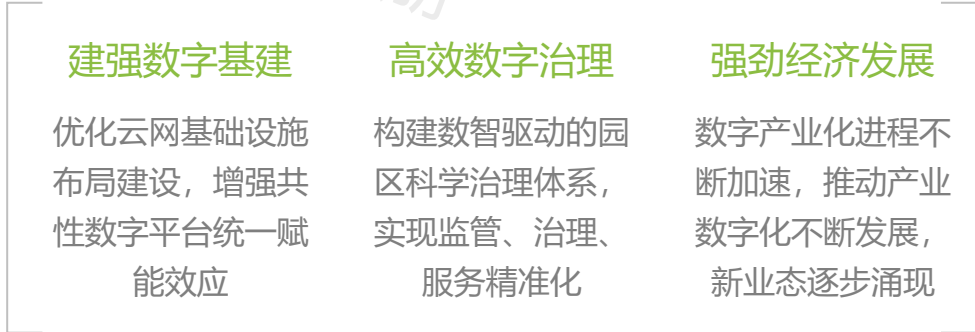 建强数字基建
优化云网基础设施
布局建设，增强共
性数字平台统一赋
能效应
高效数字治理
构建数智驱动的园
区科学治理体系，
实现监管、治理、
服务精准化
强劲经济发展
数字产业化进程不
断加速，推动产业
数字化不断发展，
新业态逐步涌现